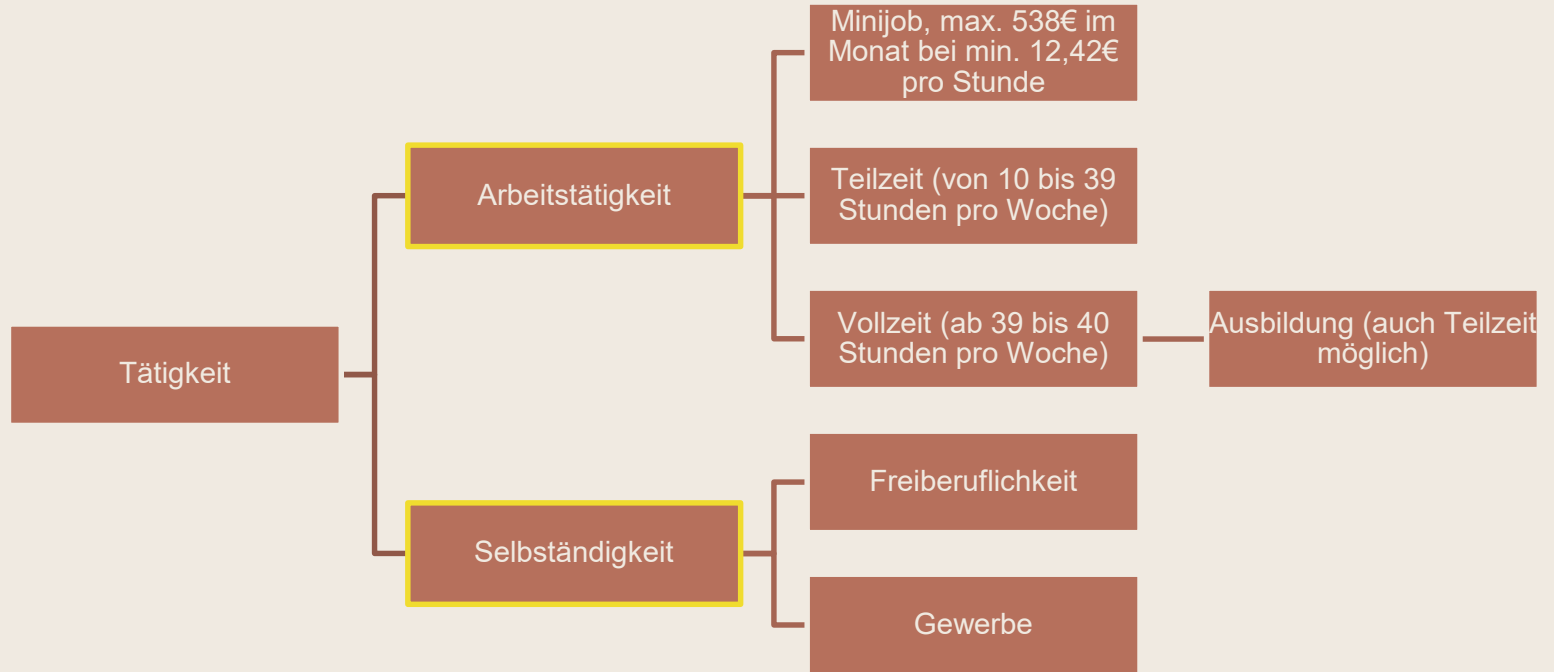 Tätigkeit
Arbeitstätigkeit
Minijob, max. 538€ im
Monat bei min. 12,42€
pro Stunde
Teilzeit (von 10 bis 39
Stunden pro Woche)
Vollzeit (ab 39 bis 40
Stunden pro Woche)
Ausbildung (auch Teilzeit
möglich)
Selbständigkeit
Freiberuflichkeit
Gewerbe